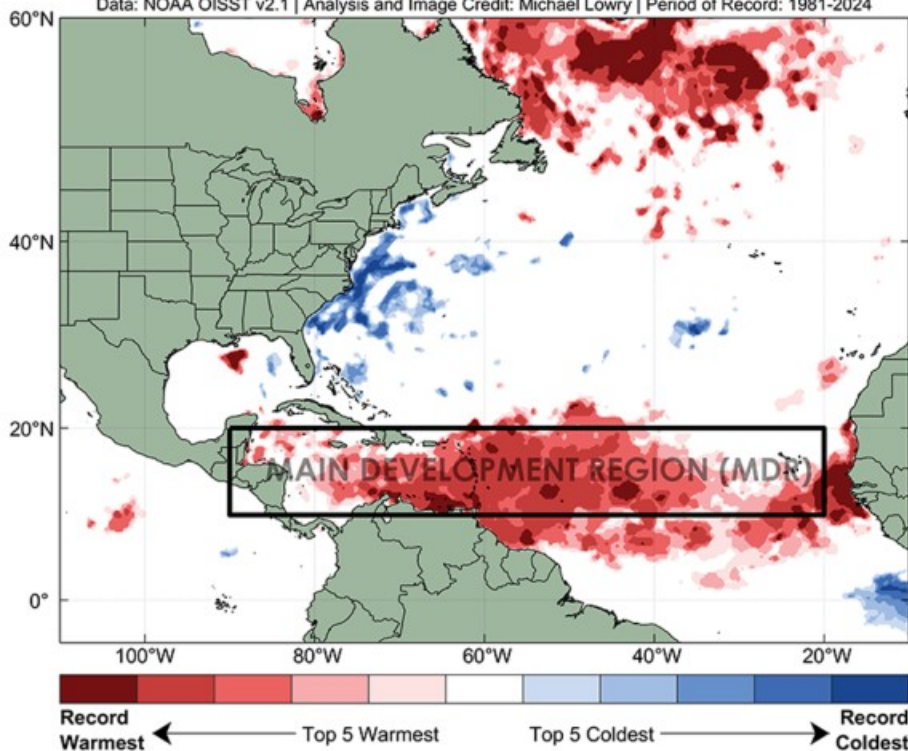 Data: NOAA OISST v2.1 | Analysis and Image Credit: Michael Lowry | Period of Record: 1981-2024
60°N
40°N
20°N
MAIN DEVELOPMENT REGION (MDR)
0°
100°W 80°W 60°W 40°W 20°W
Record Warmest
Top 5 Warmest
Top 5 Coldest
Record Coldest